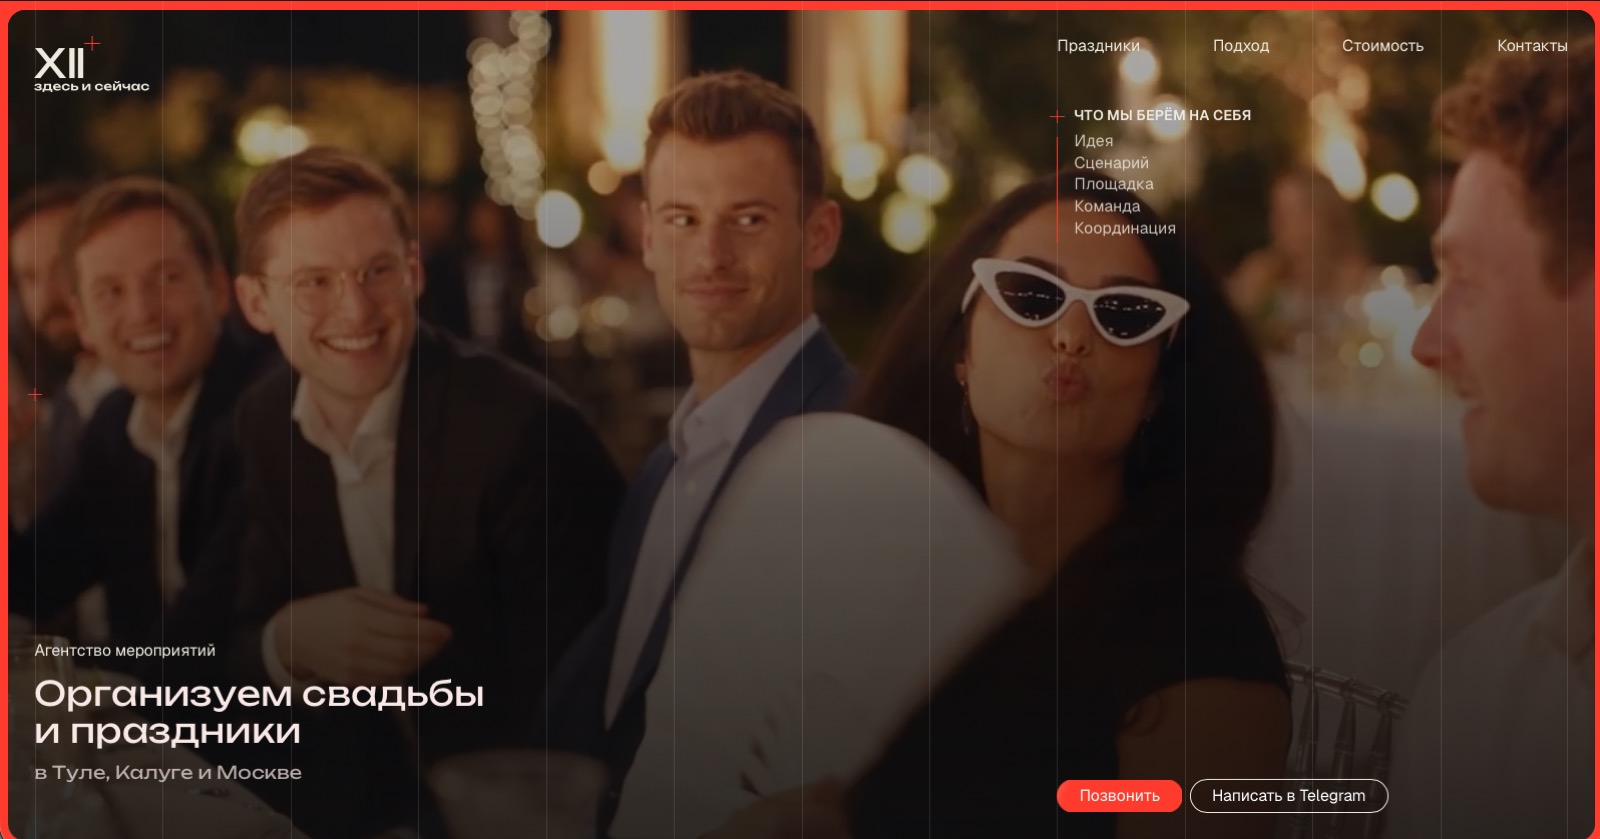 XII
здесь и сейчас
Праздники
Подход
Стоимость
Контакты
ЧТО МЫ БЕРЁМ НА СЕБЯ
Идея
Сценарий
Площадка
Команда
Координация
Агентство мероприятий
Организуем свадьбы
и праздники
в Туле, Калуге и Москве
Позвонить
Написать в Telegram